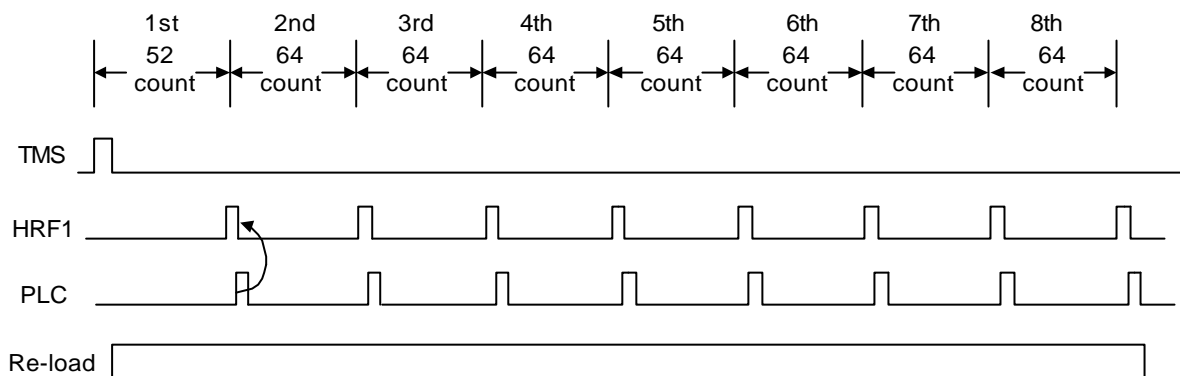 1st 2nd 3rd 4th 5th 6th 7th 8th
52 64 64 64 64 64 64 64
count count count count count count count count
TMS
HRF1
PLC
Re-load